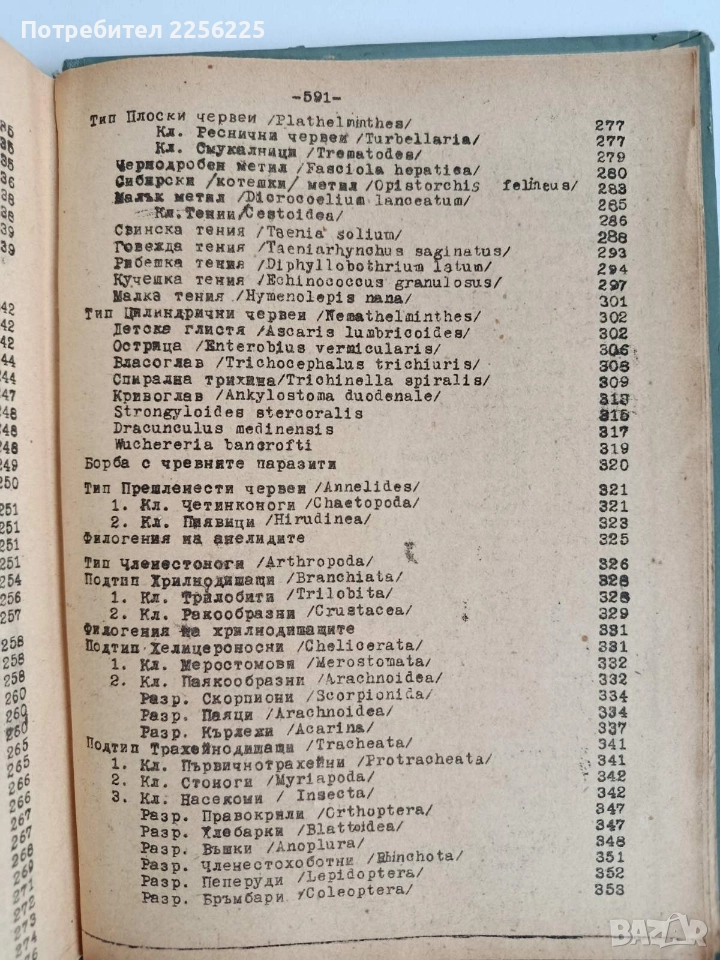 Потребител 2256225
-591-
Тип Плоски червеи /Plathelminthes/ 277
Кл. Реснични червеи /Turbellaria/ 277
Кл. Смукалници /Trematodes/ 279
Чернодробен метил /Fasciola hepatica/ 280
Сибирски /котешки/ метил /Opistorchis felineus/ 283
Малък метил /Dicrocoelium lanceatum/ 285
Кл.Тении/Cestoidea/ 286
Свинска тения /Taenia solium/ 288
Говежда тения /Taeniarhynchus saginatus/ 293
Рибешка тения /Diphyllobothrium latum/ 294
Кучешка тения /Echinococcus granulosus/ 297
Малка тения /Hymenolepis nana/ 301
Тип Цилиндрични червеи /Nemathelminthes/ 302
Детска глистя /Ascaris lumbricoides/ 302
Острица /Enterobius vermicularis/ 306
Власоглав /Trichocephalus trichiuris/ 308
Спирална трихина/Trichinella spiralis/ 309
Кривоглав /Ankylostoma duodenale/ 313
Strongyloides stercoralis 315
Dracunculus medinensis 317
Wuchereria bancrofti 319
Борба с чревните паразити 320
Тип Прешленести червеи /Annelides/ 321
1. Кл. Четинконоги /Chaetopoda/ 321
2. Кл. Пиявици /Hirudinea/ 323
Филогения на анелидите 325
Тип Членестоноги /Arthropoda/ 326
Подтип Хрилнодишащи /Branchiata/ 328
1. Кл. Трилобити /Trilobita/ 328
2. Кл. Ракообразни /Crustacea/ 329
Филогения на хрилнодишащите 331
Подтип Хелицероносни /Chelicerata/ 331
1. Кл. Меростомови /Merostomata/ 332
2. Кл. Паякообразни /Arachnoidea/ 332
Разр. Скорпиони /Scorpionida/ 334
Разр. Паяци /Arachnoidea/ 334
Разр. Кърлежи /Acarina/ 337
Подтип Трахейнодишащи /Tracheata/ 341
1. Кл. Първичнотрахейни /Protracheata/ 341
2. Кл. Стоноги /Myriapoda/ 342
3. Кл. Насекоми / Insecta/ 342
Разр. Правокрили /Orthoptera/ 347
Разр. Хлебарки /Blattoidea/ 347
Разр. Въшки /Anoplura/ 348
Разр. Членестохоботни /Rhinchota/ 351
Разр. Пеперуди /Lepidoptera/ 352
Разр. Бръмбари /Coleoptera/ 353
BAZAR